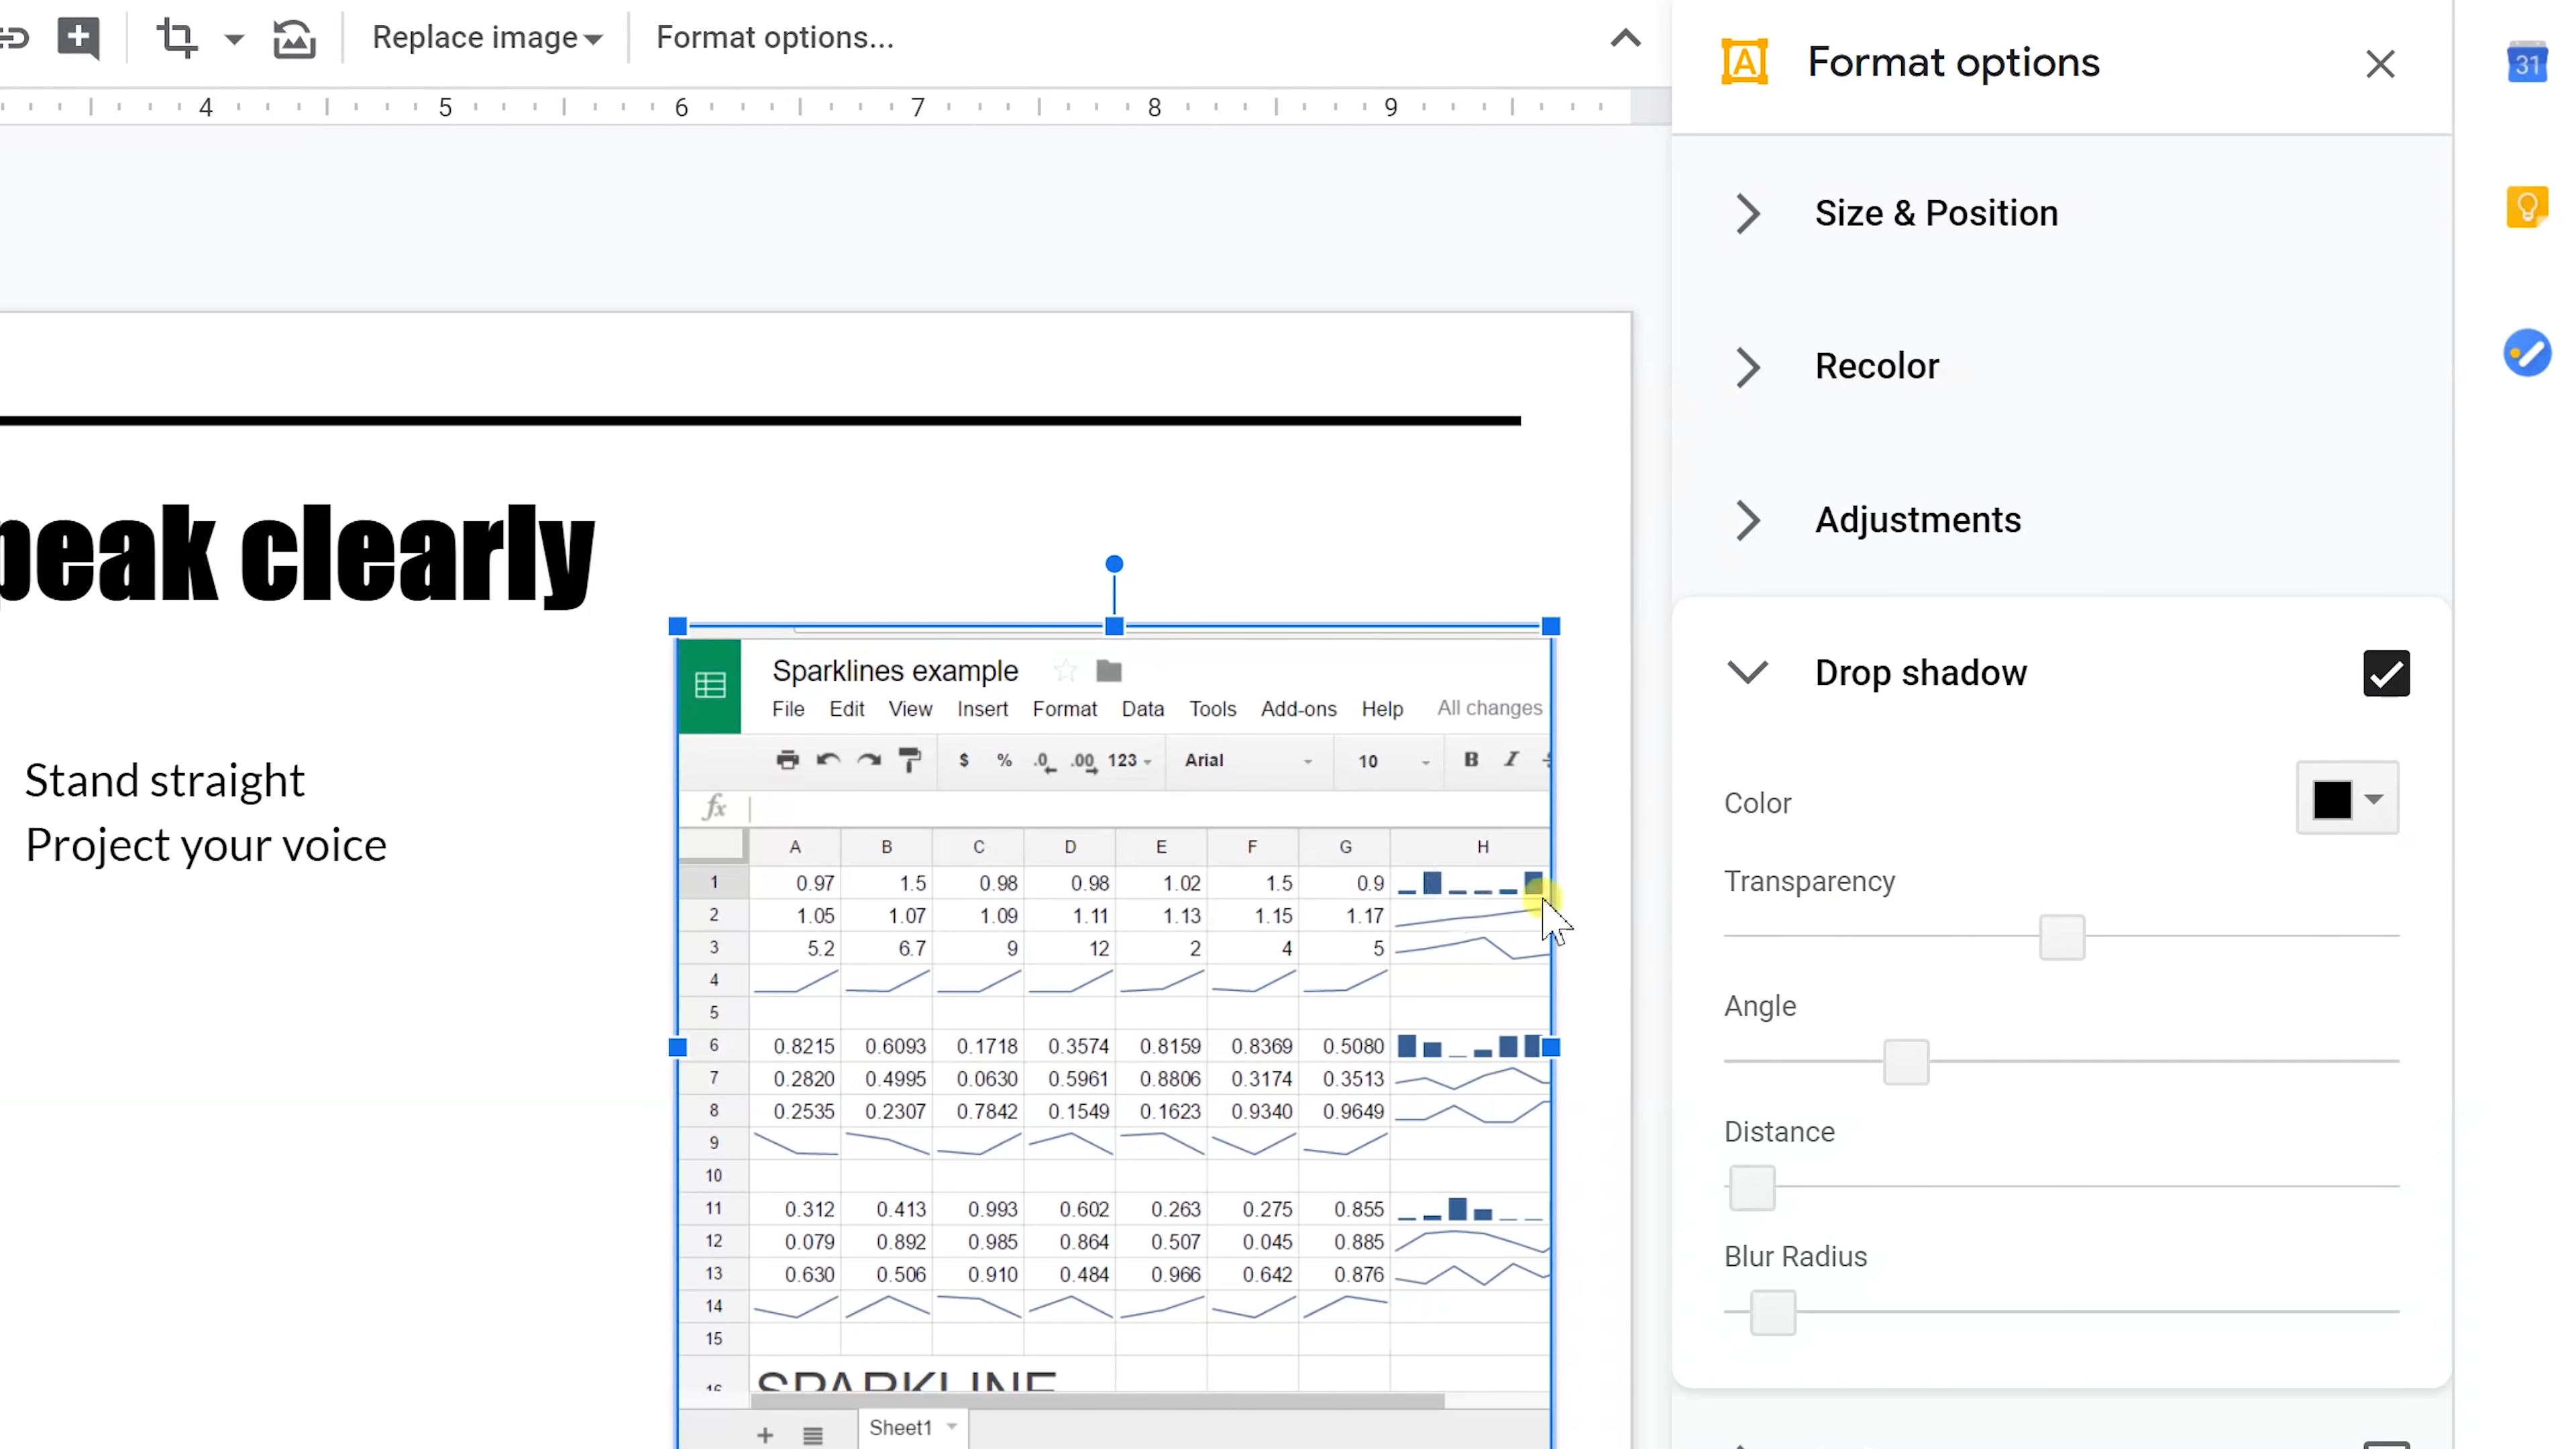 Replace image
Format options...
4 5 6 7 8 9
peak clearly
Stand straight
Project your voice
Sparklines example
File Edit View Insert Format Data Tools Add-ons Help All changes
$ % .0 .00 123 Arial 10 B I
fx
A B C D E F G H
1 0.97 1.5 0.98 0.98 1.02 1.5 0.9
2 1.05 1.07 1.09 1.11 1.13 1.15 1.17
3 5.2 6.7 9 12 2 4 5
4
5
6 0.8215 0.6093 0.1718 0.3574 0.8159 0.8369 0.5080
7 0.2820 0.4995 0.0630 0.5961 0.8806 0.3174 0.3513
8 0.2535 0.2307 0.7842 0.1549 0.1623 0.9340 0.9649
9
10
11 0.312 0.413 0.993 0.602 0.263 0.275 0.855
12 0.079 0.892 0.985 0.864 0.507 0.045 0.885
13 0.630 0.506 0.910 0.484 0.966 0.642 0.876
14
15
16 SPARKLINE
Sheet1
Format options
Size & Position
Recolor
Adjustments
Drop shadow
Color
Transparency
Angle
Distance
Blur Radius
31